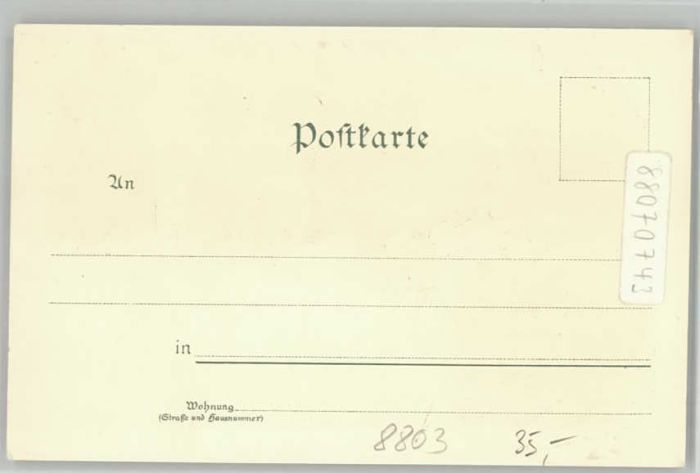 Poſtkarte
An
88070743
in
Wohnung
(Straße und Hausnummer)
8803 35,-